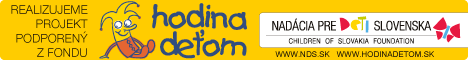 REALIZUJEME
PROJEKT
PODPORENÝ
Z FONDU
hodina
deťom
NADÁCIA PRE DETI SLOVENSKA
CHILDREN OF SLOVAKIA FOUNDATION
WWW.NDS.SK WWW.HODINADETOM.SK